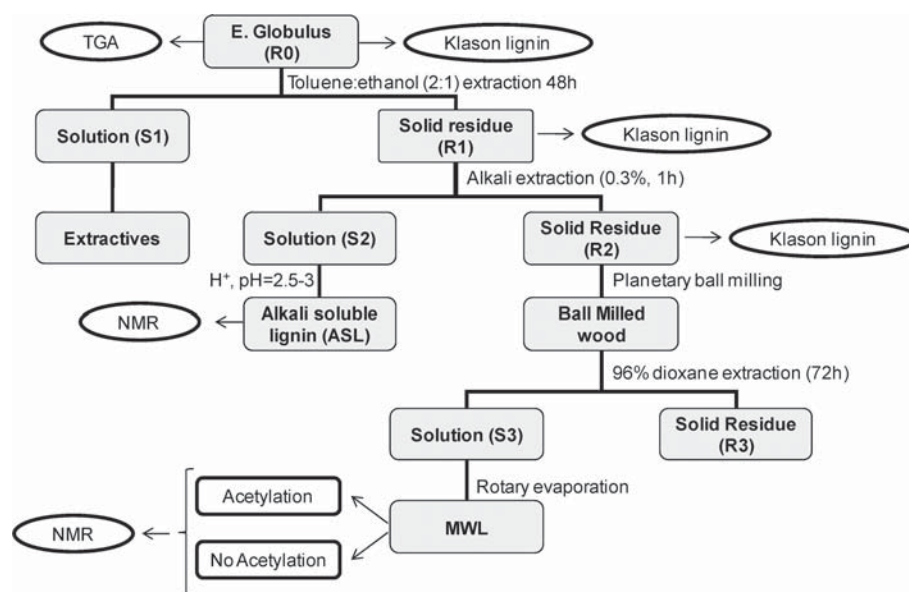 TGA
E. Globulus
(R0)
Klason lignin
Toluene:ethanol (2:1) extraction 48h
Solution (S1)
Solid residue
(R1)
Klason lignin
Alkali extraction (0.3%, 1h)
Extractives
Solution (S2)
Solid Residue
(R2)
Klason lignin
H⁺, pH=2.5-3
Planetary ball milling
NMR
Alkali soluble
lignin (ASL)
Ball Milled
wood
96% dioxane extraction (72h)
Solution (S3)
Solid Residue
(R3)
Rotary evaporation
Acetylation
NMR
MWL
No Acetylation